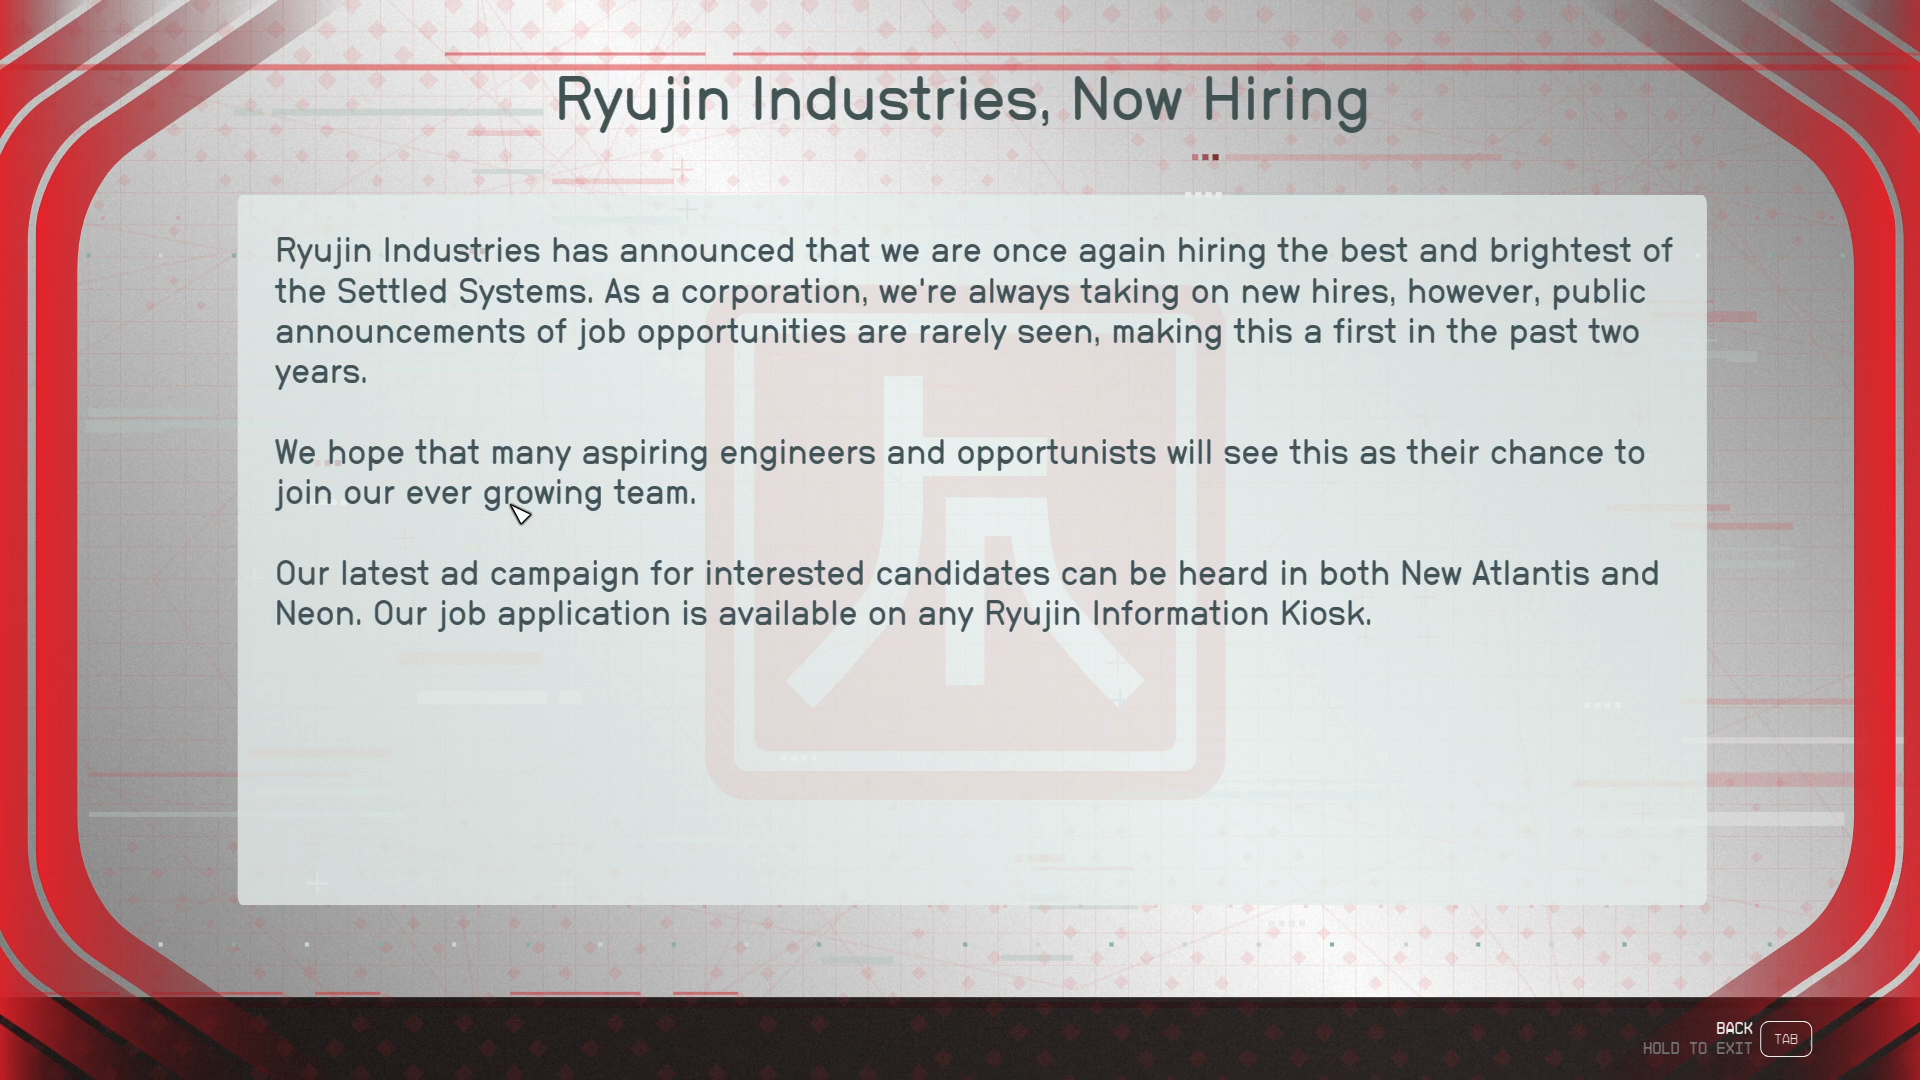 Ryujin Industries, Now Hiring
Ryujin Industries has announced that we are once again hiring the best and brightest of
the Settled Systems. As a corporation, we're always taking on new hires, however, public
announcements of job opportunities are rarely seen, making this a first in the past two
years.
We hope that many aspiring engineers and opportunists will see this as their chance to
join our ever growing team.
Our latest ad campaign for interested candidates can be heard in both New Atlantis and
Neon. Our job application is available on any Ryujin Information Kiosk.
BACK
HOLD TO EXIT
TAB